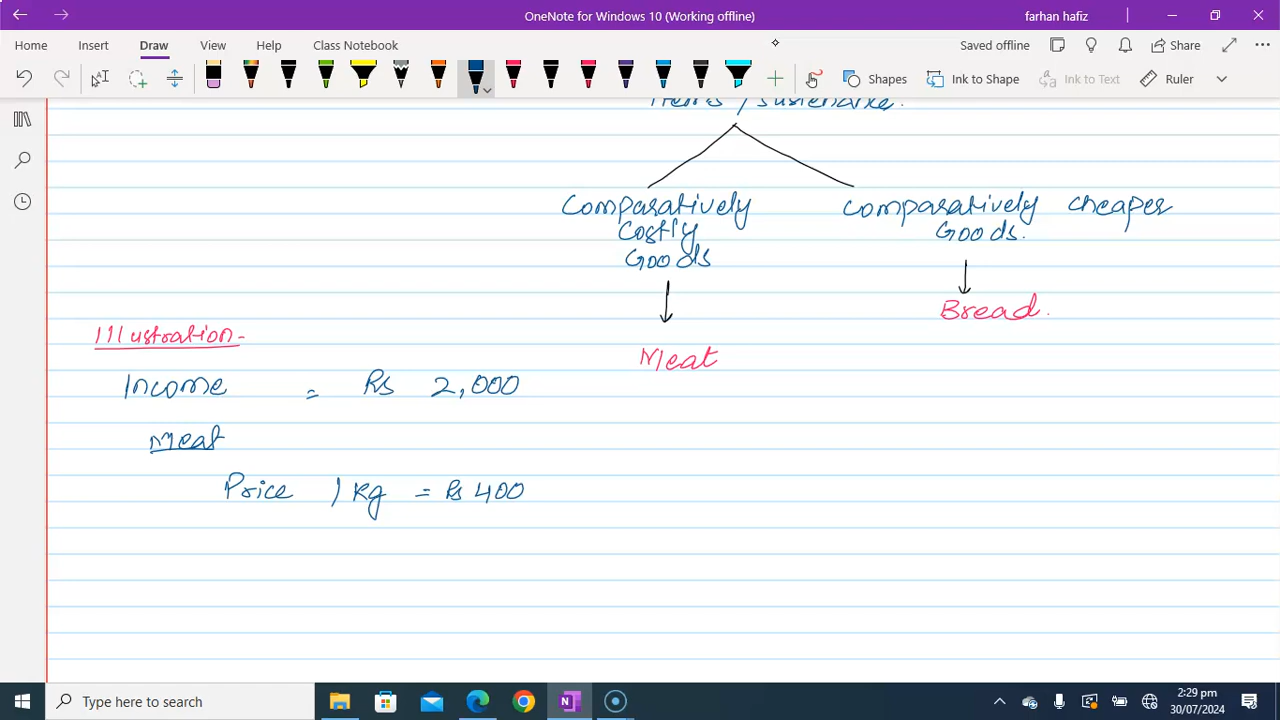 OneNote for Windows 10 (Working offline)
farhan hafiz
Home Insert Draw View Help Class Notebook
Saved offline
Share
Shapes
Ink to Shape
Ink to Text
Ruler
Items / sustenance.
Comparatively Costly Goods
Comparatively cheaper Goods.
Meat
Bread.
Illustration-
Income = Rs 2,000
Meat
Price / Kg = Rs 400
Type here to search
2:29 pm
30/07/2024